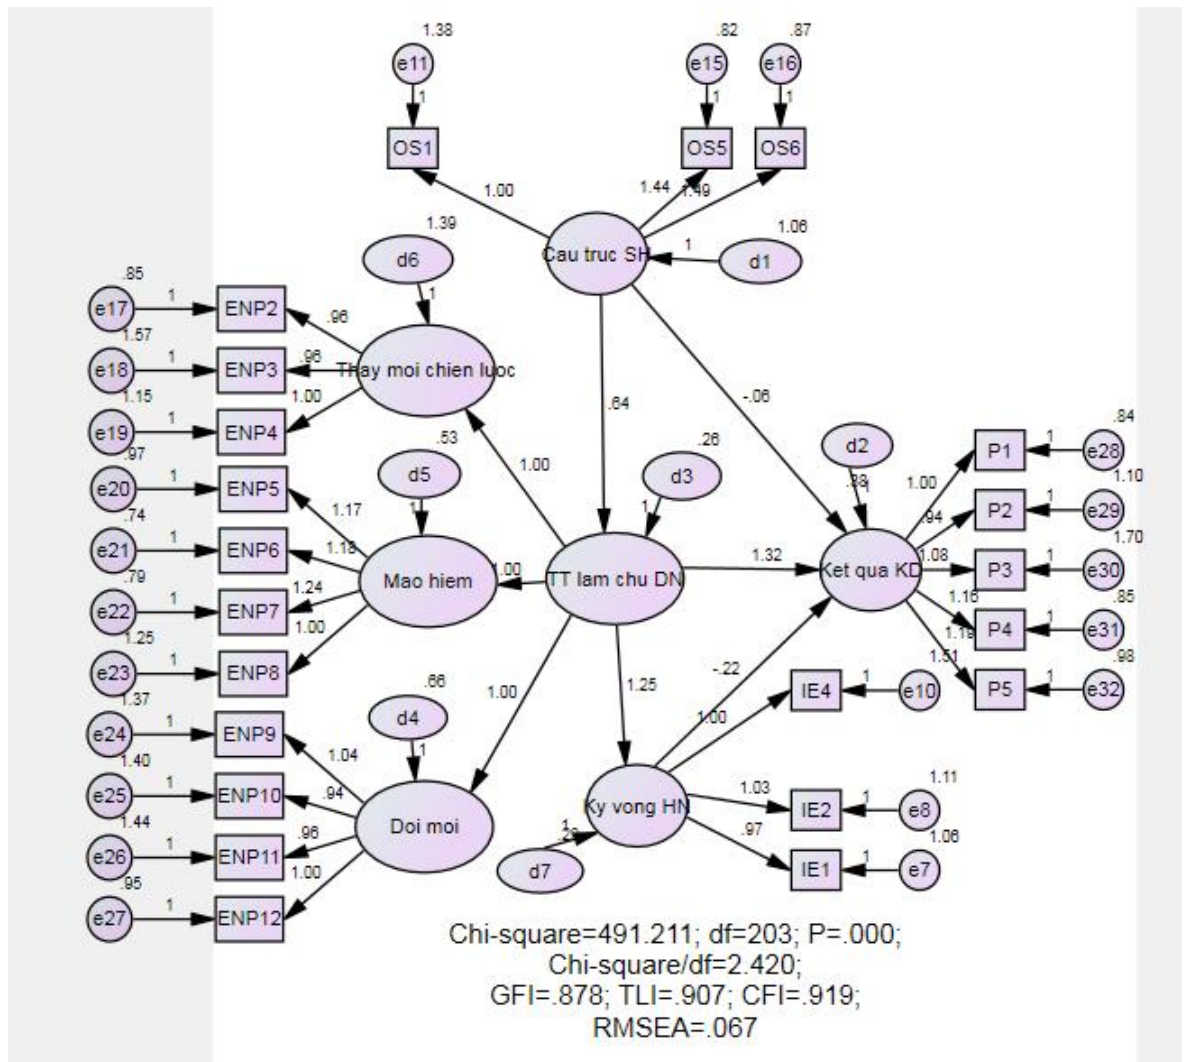 1.38
.82
.87
e11
e15
e16
1
1
1
OS1
OS5
OS6
1.00
1.44
1.49
1.39
1.06
d6
Cau truc SH
1
d1
.85
1
e17
1
ENP2
.96
1.57
e18
1
ENP3
.96
Thay moi chien luoc
1.15
1.00
e19
1
ENP4
.64
-.06
.97
.53
.26
.84
d2
e20
1
ENP5
d5
1.00
d3
P1
1
e28
.88
1
1.00
1.10
.74
1.17
1
1
.94
P2
1
e29
e21
1
ENP6
1.18
1.70
.79
Mao hiem
1.00
TT lam chu DN
1.32
Ket qua KD
1.08
P3
1
e30
e22
1
ENP7
1.24
1.16
.85
1.25
1.00
1.19
P4
1
e31
e23
1
ENP8
1.51
.98
1.37
.66
1.00
1.25
-.22
IE4
1
e10
P5
1
e32
e24
1
ENP9
d4
1.00
1.40
1.04
1
e25
1
ENP10
.94
1.03
1.11
1.44
Doi moi
Ky vong HN
IE2
1
e8
e26
1
ENP11
.96
1
.97
1.06
.95
1.00
d7
IE1
1
e7
e27
1
ENP12
Chi-square=491.211; df=203; P=.000;
Chi-square/df=2.420;
GFI=.878; TLI=.907; CFI=.919;
RMSEA=.067